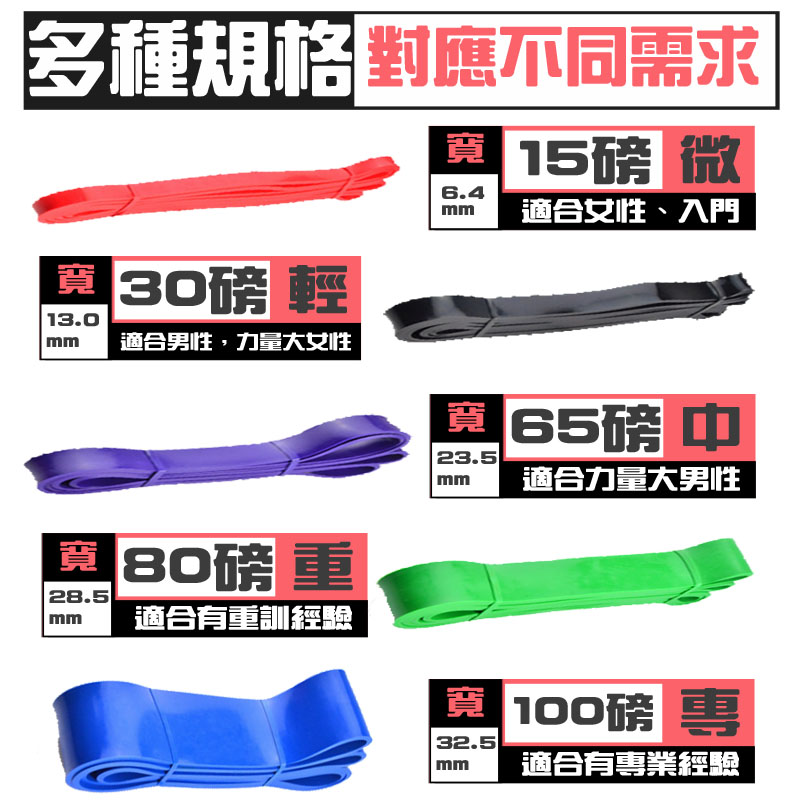 多種規格 對應不同需求
寬 15磅 微
6.4 mm
適合女性、入門
寬 30磅 輕
13.0 mm
適合男性，力量大女性
寬 65磅 中
23.5 mm
適合力量大男性
寬 80磅 重
28.5 mm
適合有重訓經驗
寬 100磅 專
32.5 mm
適合有專業經驗